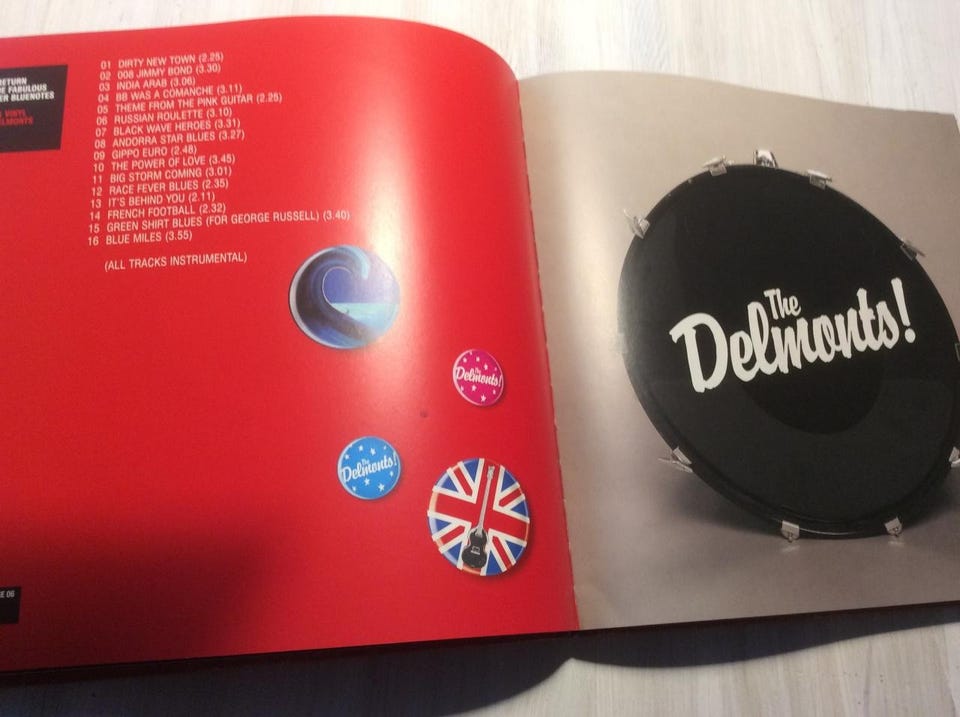 RETURN
FABULOUS
BLUENOTES
VINYL
DELMONTS
01 DIRTY NEW TOWN (2.25)
02 008 JIMMY BOND (3.30)
03 INDIA ARAB (3.06)
04 BB WAS A COMANCHE (3.11)
05 THEME FROM THE PINK GUITAR (2.25)
06 RUSSIAN ROULETTE (3.10)
07 BLACK WAVE HEROES (3.31)
08 ANDORRA STAR BLUES (3.27)
09 GIPPO EURO (2.48)
10 THE POWER OF LOVE (3.45)
11 BIG STORM COMING (3.01)
12 RACE FEVER BLUES (2.35)
13 IT'S BEHIND YOU (2.11)
14 FRENCH FOOTBALL (2.32)
15 GREEN SHIRT BLUES (FOR GEORGE RUSSELL) (3.40)
16 BLUE MILES (3.55)
(ALL TRACKS INSTRUMENTAL)
The
Delmonts!
The
Delmonts!
06
The
Delmonts!